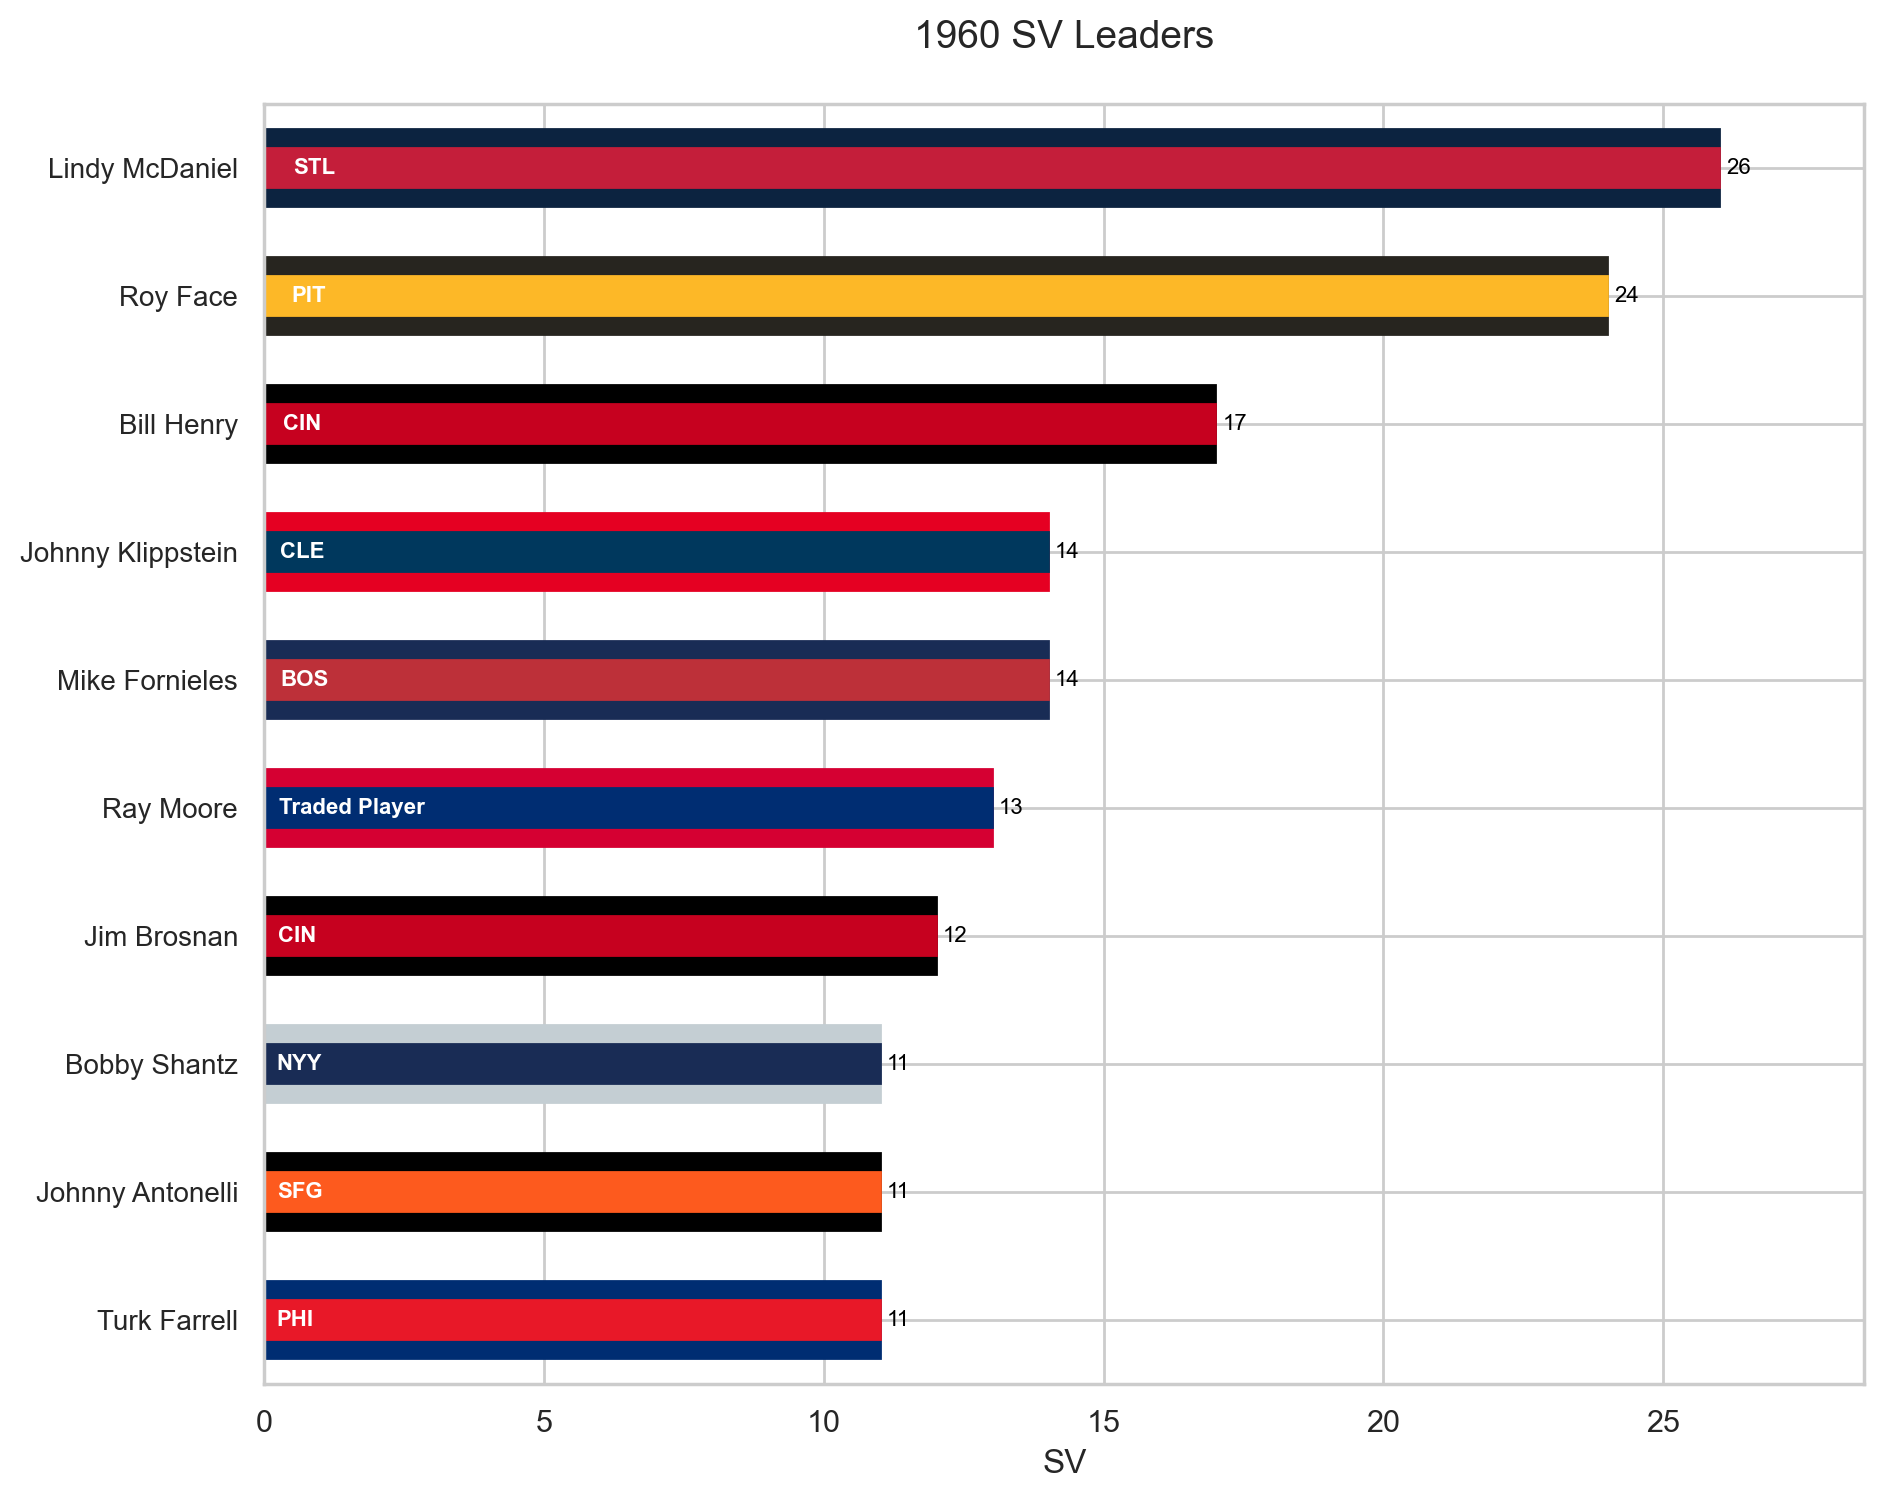 1960 SV Leaders
Lindy McDaniel STL 26
Roy Face PIT 24
Bill Henry CIN 17
Johnny Klippstein CLE 14
Mike Fornieles BOS 14
Ray Moore Traded Player 13
Jim Brosnan CIN 12
Bobby Shantz NYY 11
Johnny Antonelli SFG 11
Turk Farrell PHI 11
0 5 10 15 20 25
SV